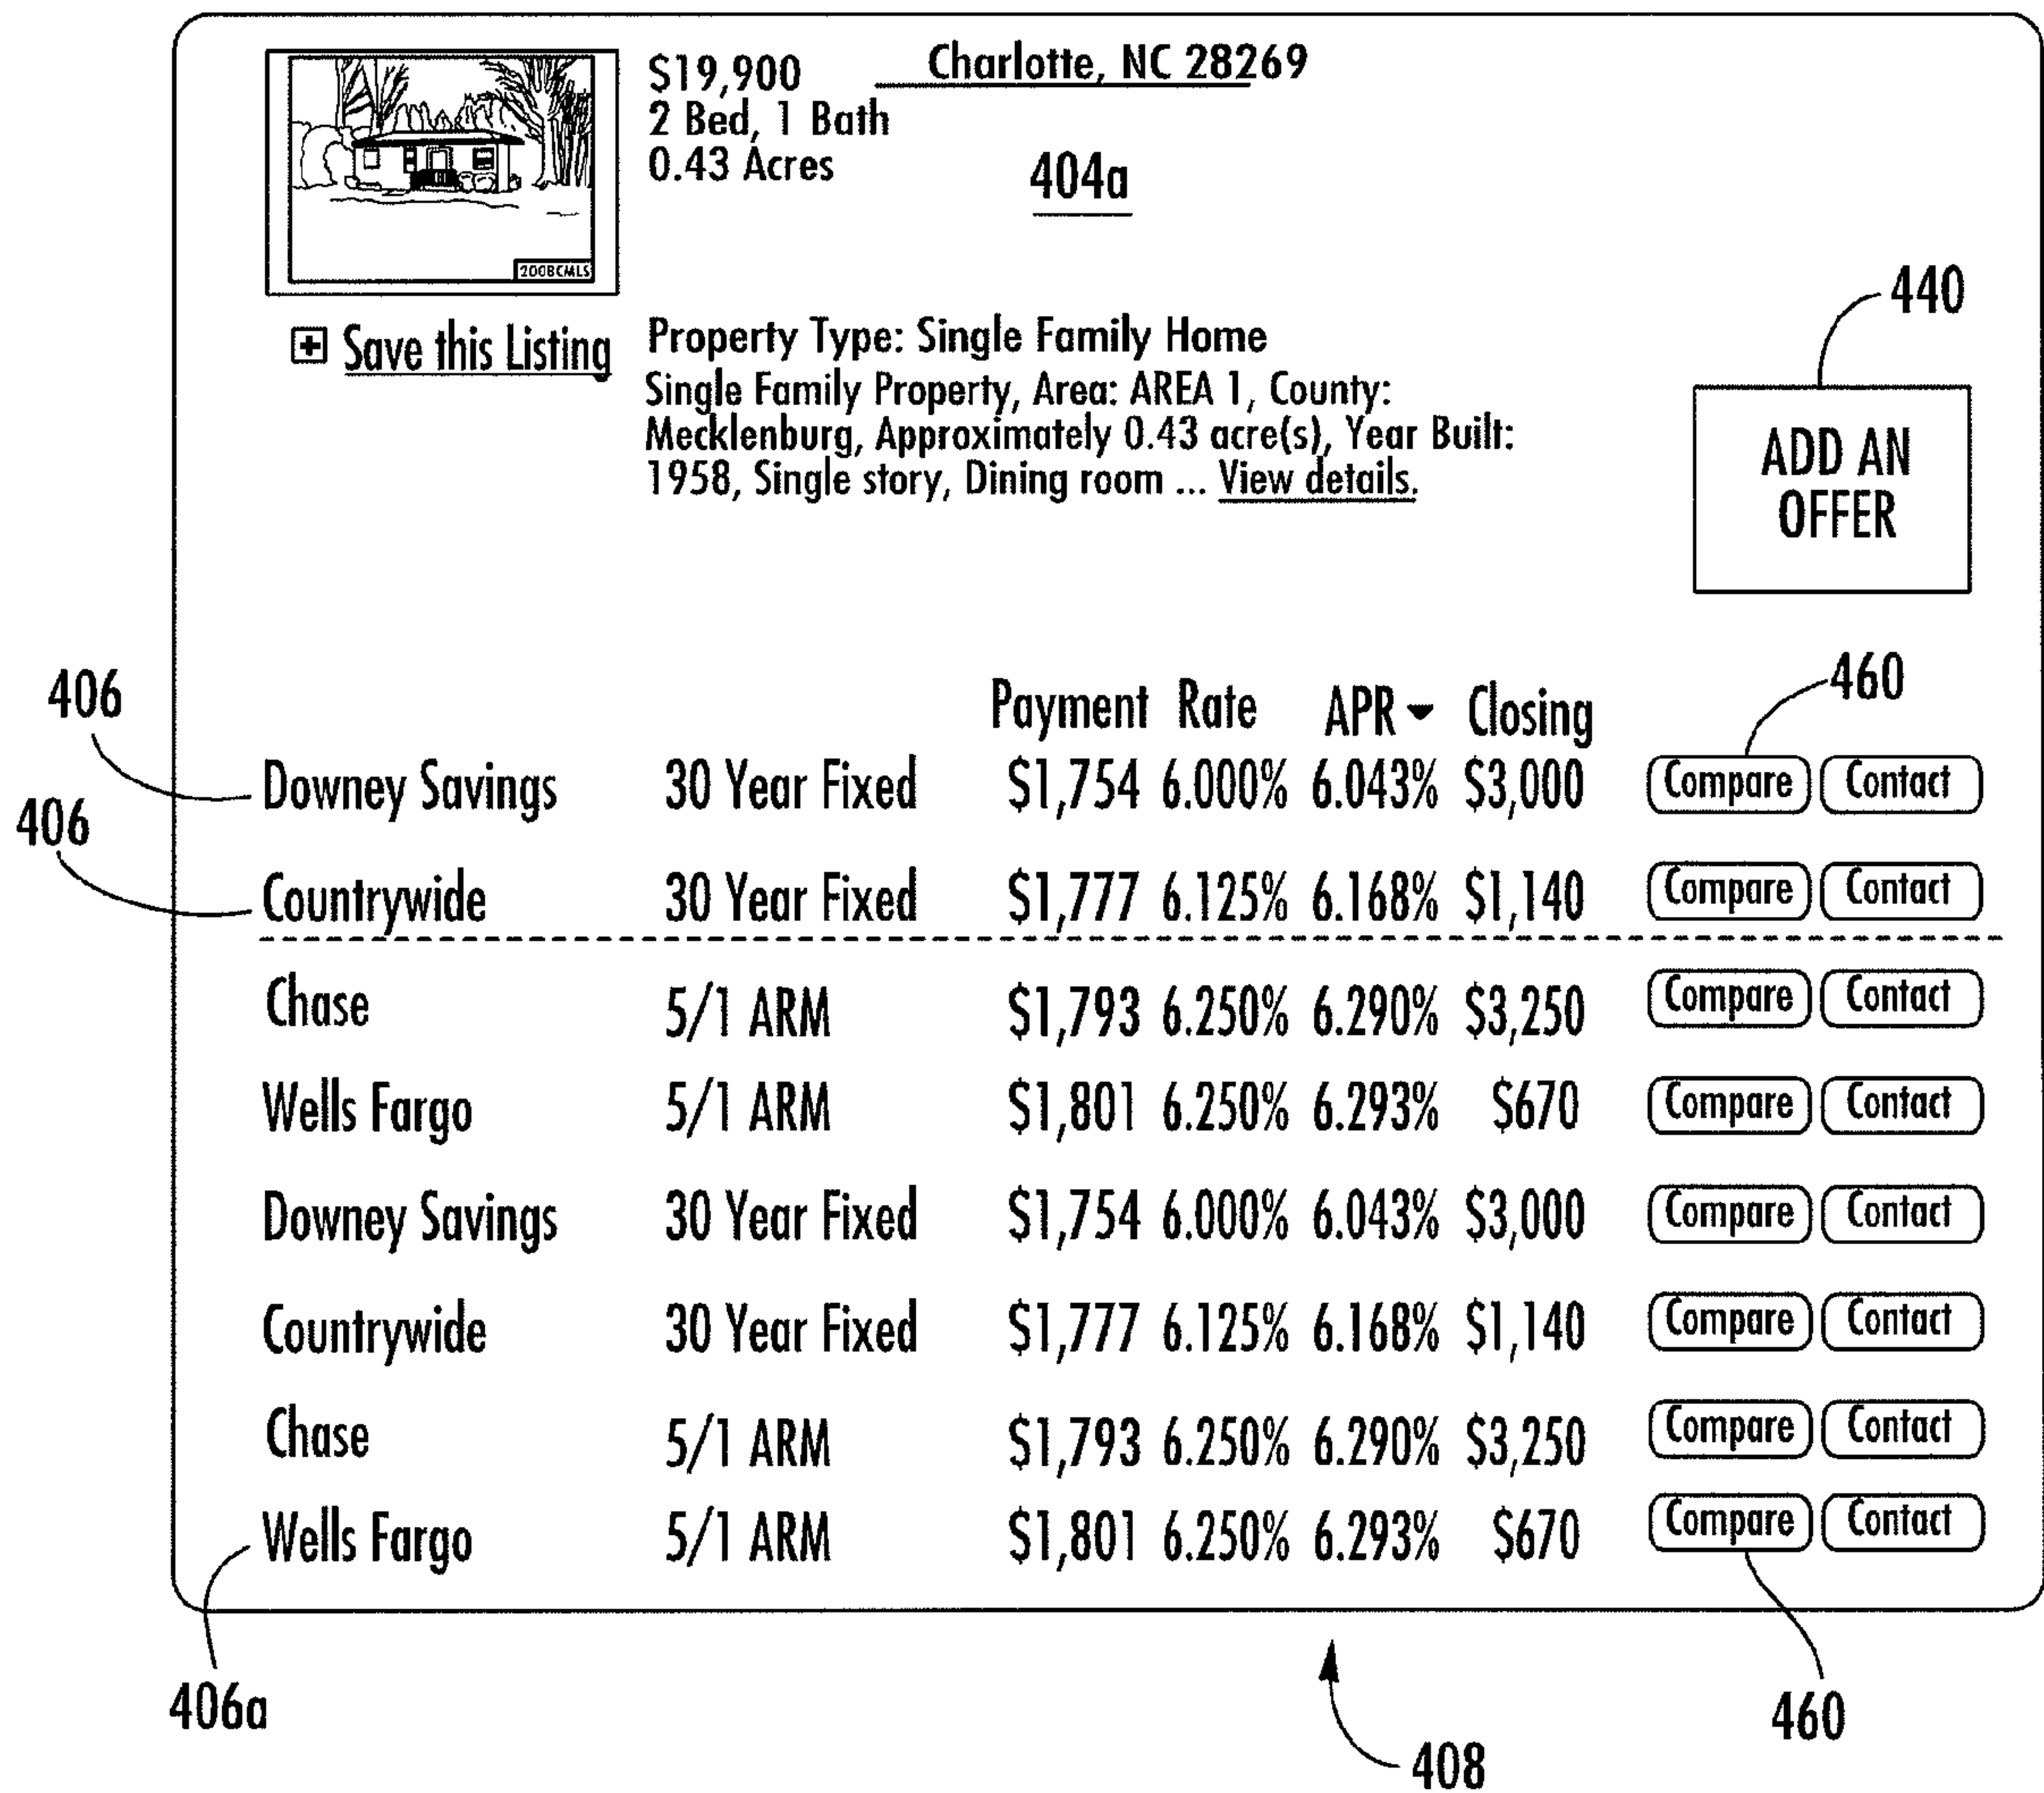 $19,900
Charlotte, NC 28269
2 Bed, 1 Bath
0.43 Acres
404a
200BCMLS
440
Save this Listing
Property Type: Single Family Home
Single Family Property, Area: AREA 1, County:
Mecklenburg, Approximately 0.43 acre(s), Year Built:
1958, Single story, Dining room ... View details.
ADD AN
OFFER
406
460
Payment Rate APR Closing
Downey Savings 30 Year Fixed $1,754 6.000% 6.043% $3,000 Compare Contact
406
Countrywide 30 Year Fixed $1,777 6.125% 6.168% $1,140 Compare Contact
Chase 5/1 ARM $1,793 6.250% 6.290% $3,250 Compare Contact
Wells Fargo 5/1 ARM $1,801 6.250% 6.293% $670 Compare Contact
Downey Savings 30 Year Fixed $1,754 6.000% 6.043% $3,000 Compare Contact
Countrywide 30 Year Fixed $1,777 6.125% 6.168% $1,140 Compare Contact
Chase 5/1 ARM $1,793 6.250% 6.290% $3,250 Compare Contact
Wells Fargo 5/1 ARM $1,801 6.250% 6.293% $670 Compare Contact
406a
460
408